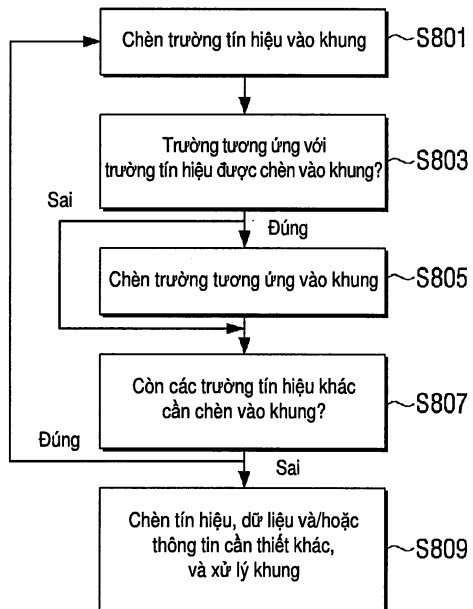 Chèn trường tín hiệu vào khung
S801
Trường tương ứng với
trường tín hiệu được chèn vào khung?
S803
Sai
Đúng
Chèn trường tương ứng vào khung
S805
Còn các trường tín hiệu khác
cần chèn vào khung?
S807
Đúng
Sai
Chèn tín hiệu, dữ liệu và/hoặc
thông tin cần thiết khác,
và xử lý khung
S809